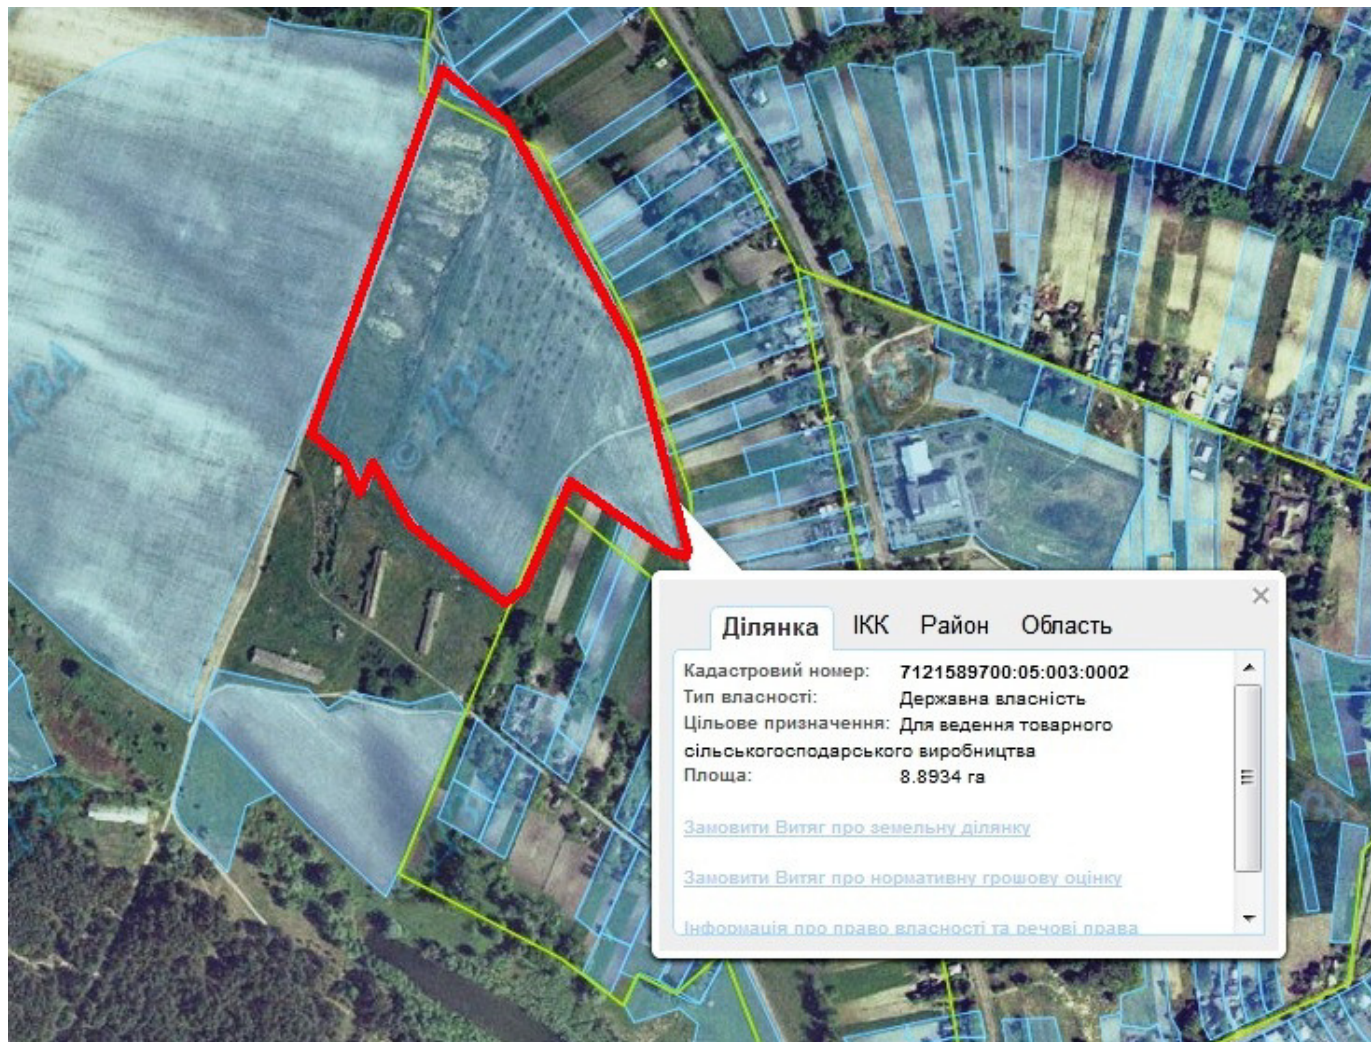 © ЦДЗА
Ділянка ІКК Район Область
Кадастровий номер: 7121589700:05:003:0002
Тип власності: Державна власність
Цільове призначення: Для ведення товарного
сільськогосподарського виробництва
Площа: 8.8934 га
Замовити Витяг про земельну ділянку
Замовити Витяг про нормативну грошову оцінку
Інформація про право власності та речові права